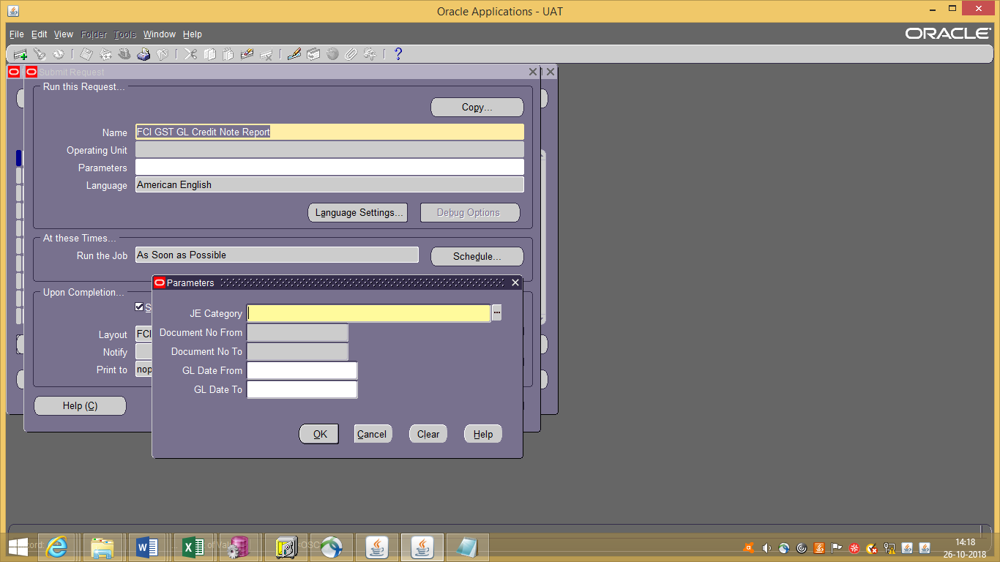 Oracle Applications - UAT
File Edit View Folder Tools Window Help
ORACLE
Submit Request
Run this Request...
Copy...
Name FCI GST GL Credit Note Report
Operating Unit
Parameters
Language American English
Language Settings... Debug Options
At these Times...
Run the Job As Soon as Possible
Schedule...
Parameters
Upon Completion...
S
JE Category
Layout FCI
Document No From
Notify
Document No To
Print to nop
GL Date From
GL Date To
Help (C)
OK Cancel Clear Help
14:18
26-10-2018